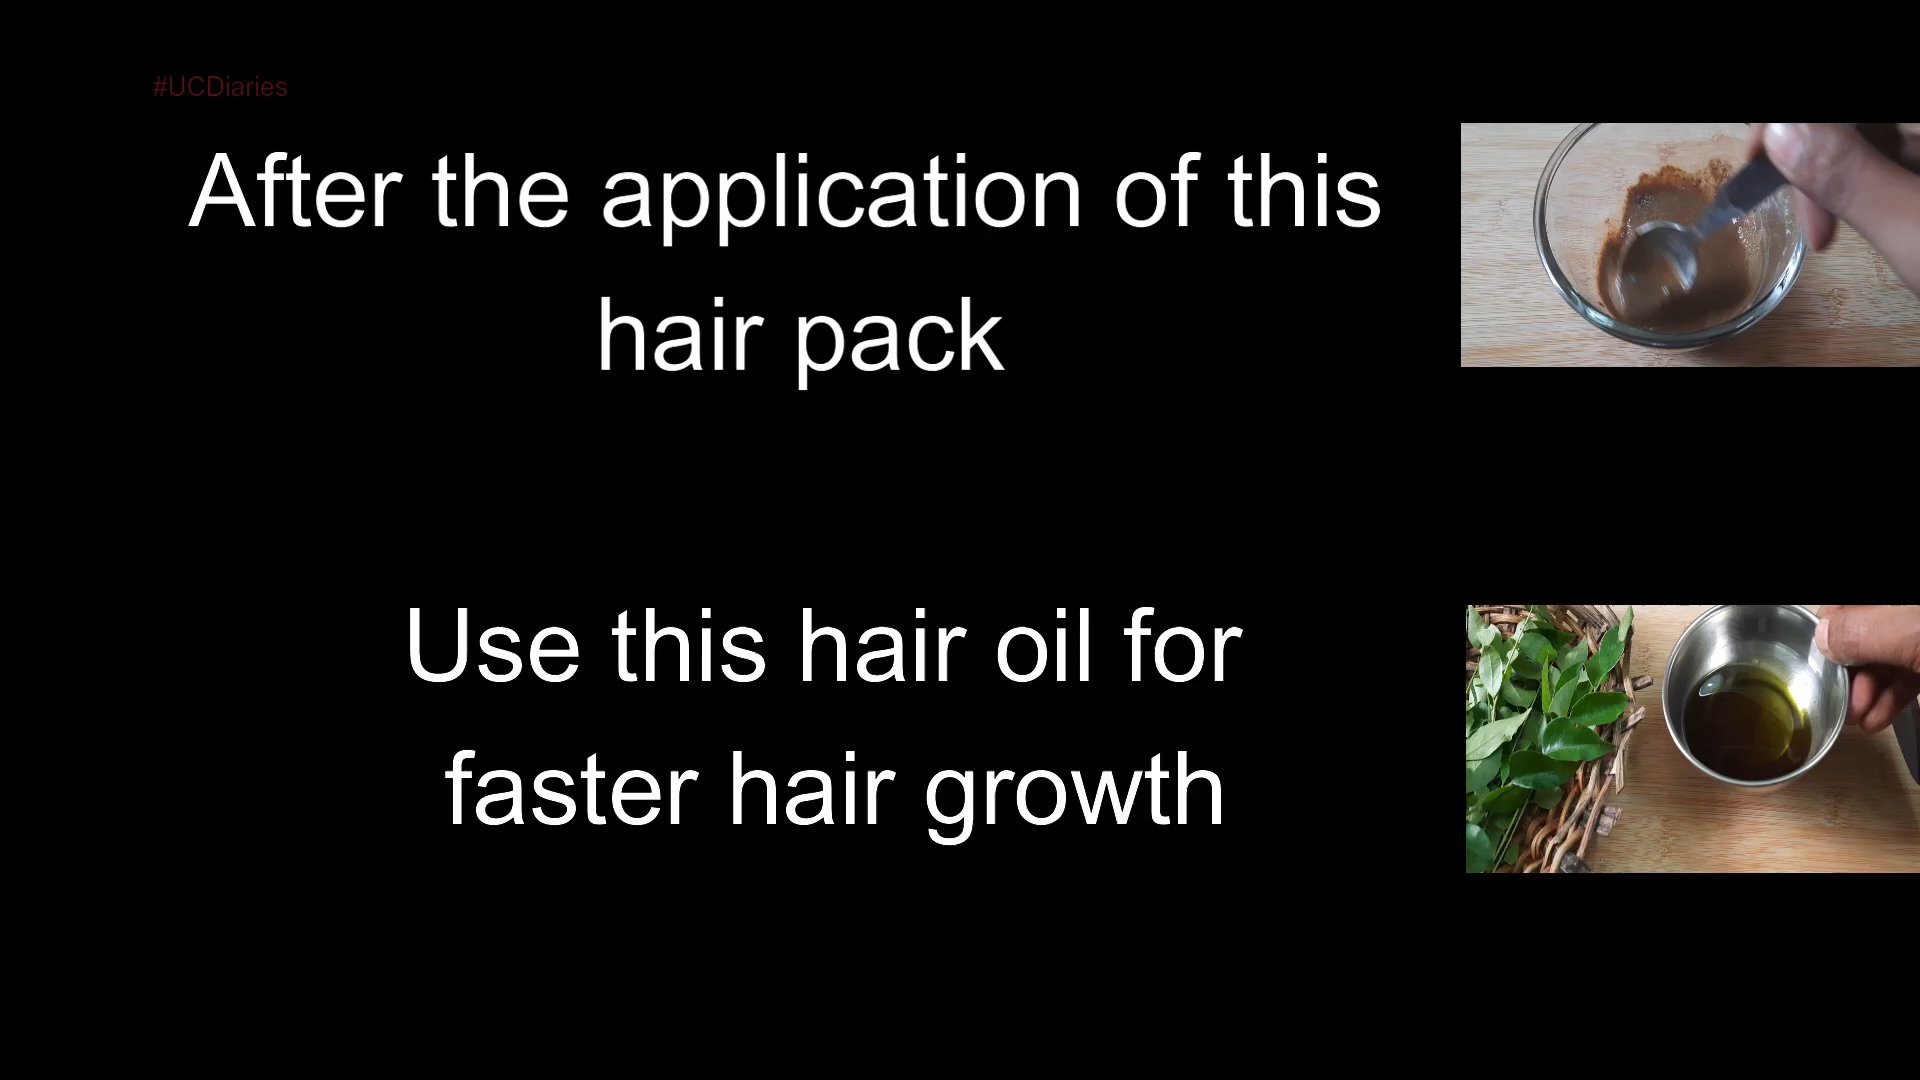 #UCDiaries
After the application of this
hair pack
Use this hair oil for
faster hair growth